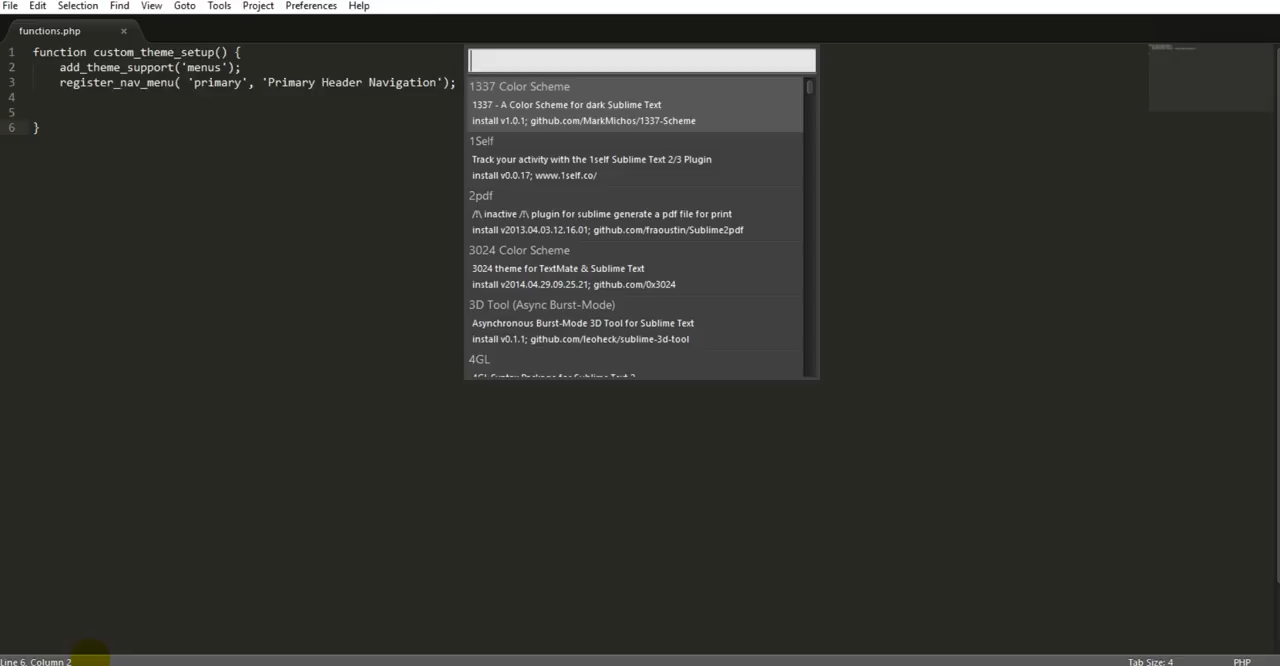 File Edit Selection Find View Goto Tools Project Preferences Help
functions.php ×
1 function custom_theme_setup() {
2 add_theme_support('menus');
3 register_nav_menu( 'primary', 'Primary Header Navigation');
4
5
6 }
1337 Color Scheme
1337 - A Color Scheme for dark Sublime Text
install v1.0.1; github.com/MarkMichos/1337-Scheme
1Self
Track your activity with the 1self Sublime Text 2/3 Plugin
install v0.0.17; www.1self.co/
2pdf
/!\ inactive /!\ plugin for sublime generate a pdf file for print
install v2013.04.03.12.16.01; github.com/fraoustin/Sublime2pdf
3024 Color Scheme
3024 theme for TextMate & Sublime Text
install v2014.04.29.09.25.21; github.com/0x3024
3D Tool (Async Burst-Mode)
Asynchronous Burst-Mode 3D Tool for Sublime Text
install v0.1.1; github.com/leoheck/sublime-3d-tool
4GL
4GL Syntax Package for Sublime Text 2
Line 6, Column 2 Tab Size: 4 PHP